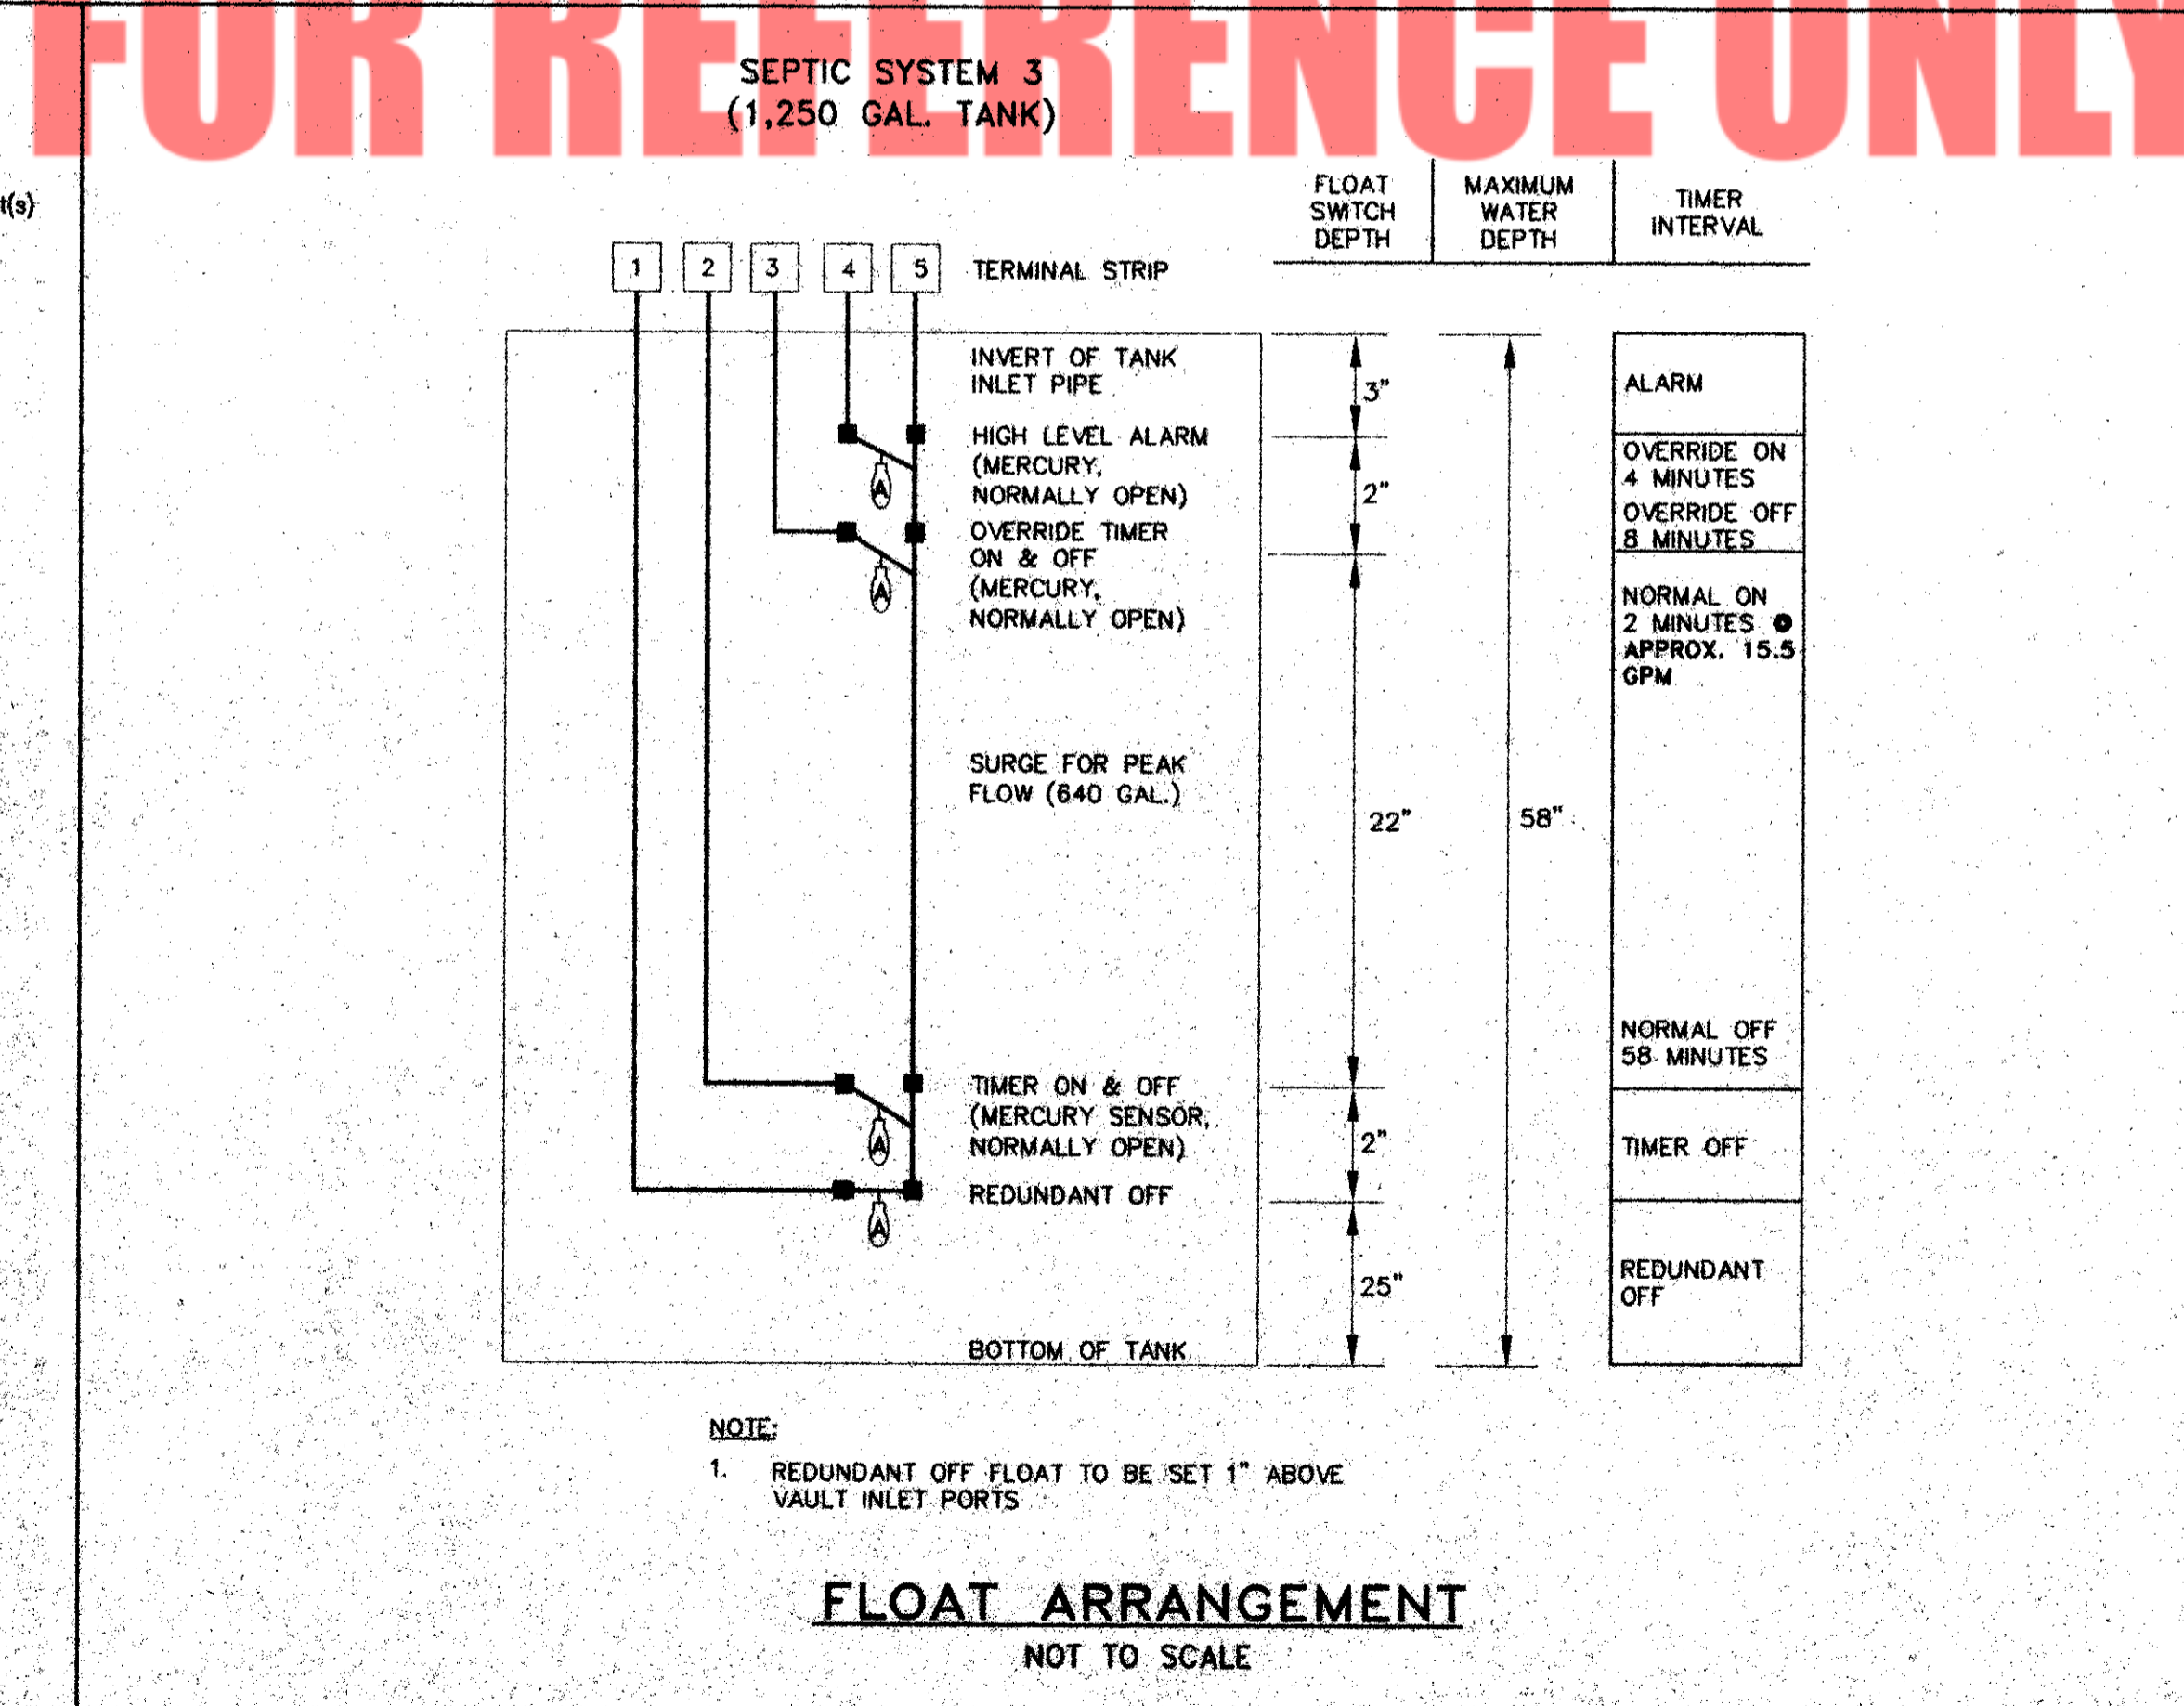 FOR REFERENCE ONLY
SEPTIC SYSTEM 3
(1,250 GAL. TANK)
t(s)
FLOAT
SWITCH
DEPTH
MAXIMUM
WATER
DEPTH
TIMER
INTERVAL
1 2 3 4 5 TERMINAL STRIP
INVERT OF TANK
INLET PIPE
3"
ALARM
HIGH LEVEL ALARM
(MERCURY,
NORMALLY OPEN)
A
2"
OVERRIDE ON
4 MINUTES
OVERRIDE OFF
8 MINUTES
OVERRIDE TIMER
ON & OFF
(MERCURY,
NORMALLY OPEN)
A
NORMAL ON
2 MINUTES @
APPROX. 15.5
GPM
SURGE FOR PEAK
FLOW (640 GAL.)
22"
58"
NORMAL OFF
58 MINUTES
TIMER ON & OFF
(MERCURY SENSOR,
NORMALLY OPEN)
A
2"
TIMER OFF
REDUNDANT OFF
A
25"
REDUNDANT
OFF
BOTTOM OF TANK
NOTE:
1. REDUNDANT OFF FLOAT TO BE SET 1" ABOVE
VAULT INLET PORTS
FLOAT ARRANGEMENT
NOT TO SCALE